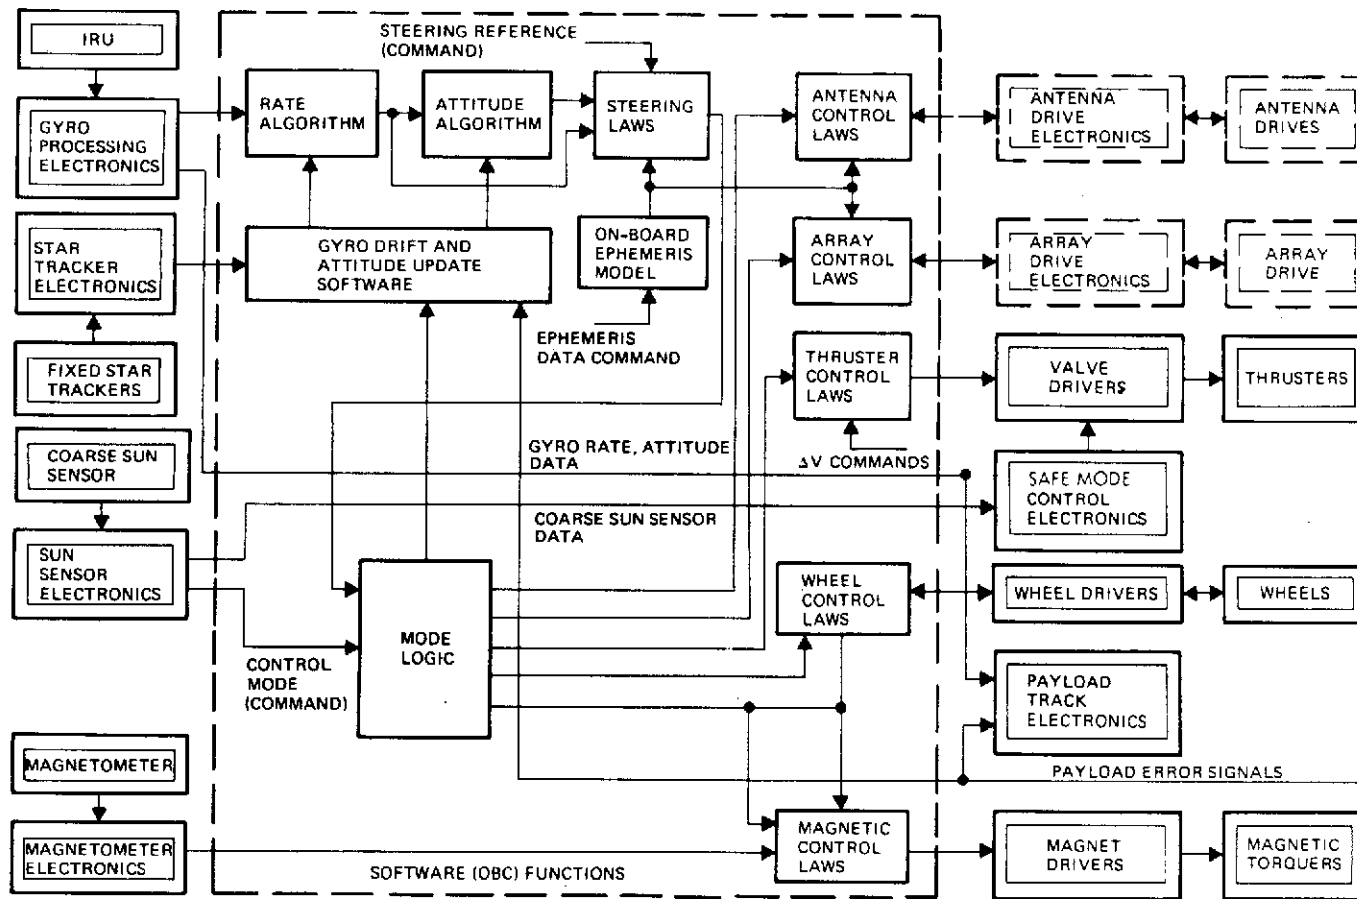 IRU
GYRO
PROCESSING
ELECTRONICS
STAR
TRACKER
ELECTRONICS
FIXED STAR
TRACKERS
COARSE SUN
SENSOR
SUN
SENSOR
ELECTRONICS
MAGNETOMETER
MAGNETOMETER
ELECTRONICS
STEERING REFERENCE
(COMMAND)
RATE
ALGORITHM
ATTITUDE
ALGORITHM
STEERING
LAWS
GYRO DRIFT AND
ATTITUDE UPDATE
SOFTWARE
ON-BOARD
EPHEMERIS
MODEL
EPHEMERIS
DATA COMMAND
GYRO RATE, ATTITUDE
DATA
COARSE SUN SENSOR
DATA
CONTROL
MODE
(COMMAND)
MODE
LOGIC
SOFTWARE (OBC) FUNCTIONS
ANTENNA
CONTROL
LAWS
ARRAY
CONTROL
LAWS
THRUSTER
CONTROL
LAWS
ΔV COMMANDS
WHEEL
CONTROL
LAWS
MAGNETIC
CONTROL
LAWS
ANTENNA
DRIVE
ELECTRONICS
ANTENNA
DRIVES
ARRAY
DRIVE
ELECTRONICS
ARRAY
DRIVE
VALVE
DRIVERS
THRUSTERS
SAFE MODE
CONTROL
ELECTRONICS
WHEEL DRIVERS
WHEELS
PAYLOAD
TRACK
ELECTRONICS
PAYLOAD ERROR SIGNALS
MAGNET
DRIVERS
MAGNETIC
TORQUERS